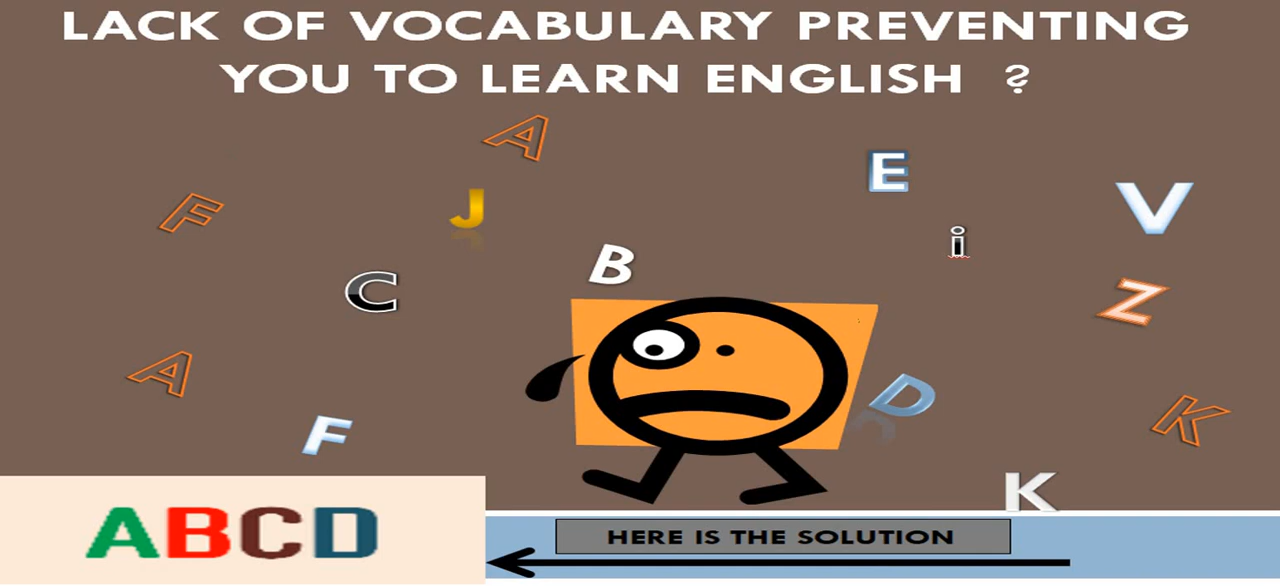 LACK OF VOCABULARY PREVENTING
YOU TO LEARN ENGLISH ?
A
E
F
J
V
i
B
C
Z
A
D
F
K
K
ABCD
HERE IS THE SOLUTION